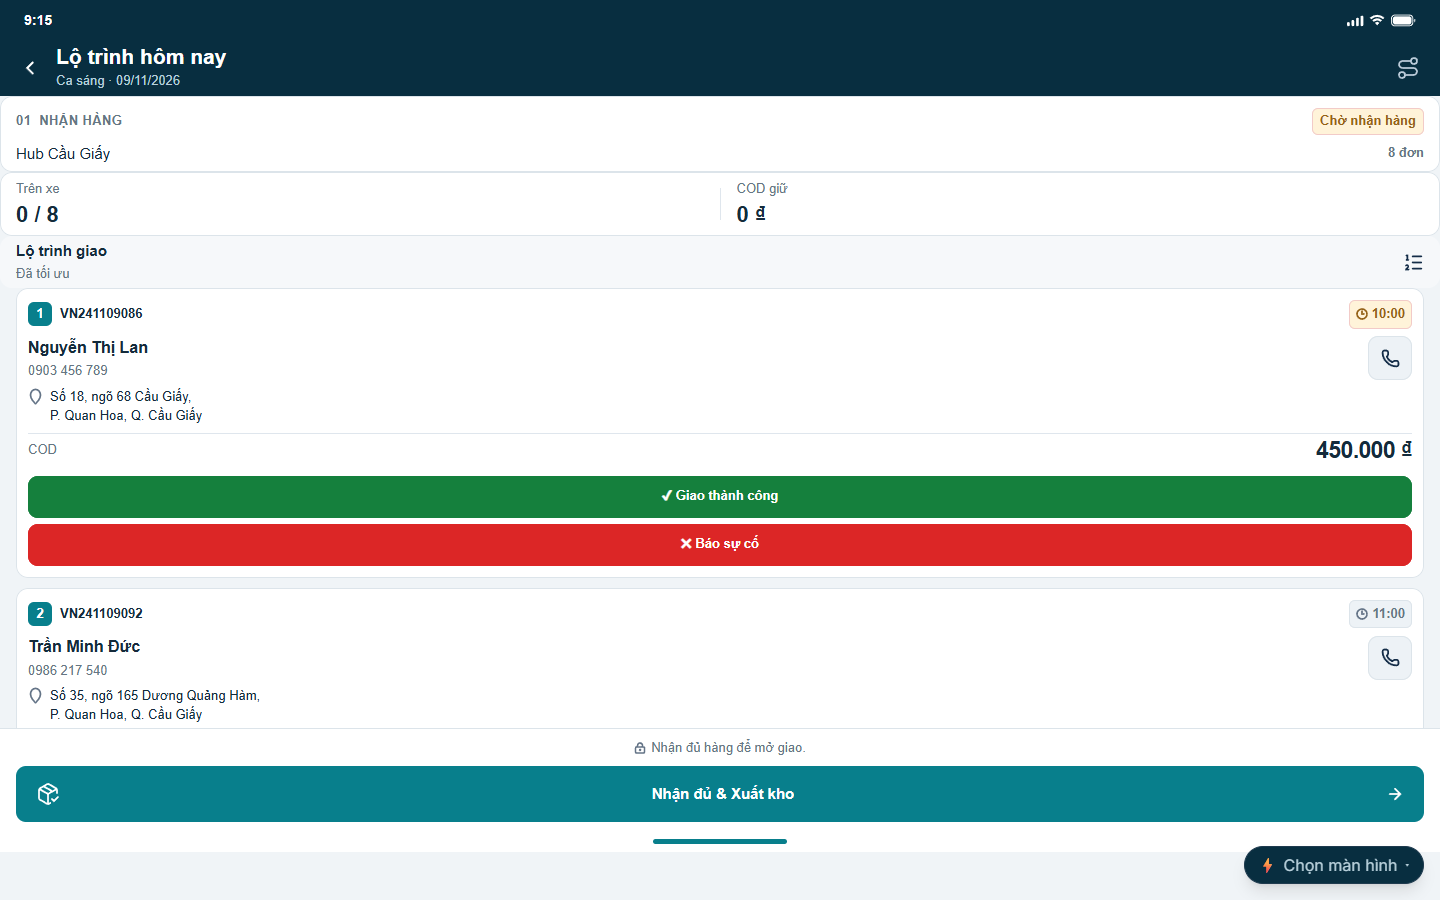 9:15
Lộ trình hôm nay
Ca sáng · 09/11/2026
01 NHẬN HÀNG
Chờ nhận hàng
Hub Cầu Giấy
8 đơn
Trên xe
0 / 8
COD giữ
0 ₫
Lộ trình giao
Đã tối ưu
1 VN241109086
10:00
Nguyễn Thị Lan
0903 456 789
Số 18, ngõ 68 Cầu Giấy,
P. Quan Hoa, Q. Cầu Giấy
COD
450.000 ₫
✓ Giao thành công
✕ Báo sự cố
2 VN241109092
11:00
Trần Minh Đức
0986 217 540
Số 35, ngõ 165 Dương Quảng Hàm,
P. Quan Hoa, Q. Cầu Giấy
Nhận đủ hàng để mở giao.
Nhận đủ & Xuất kho
Chọn màn hình